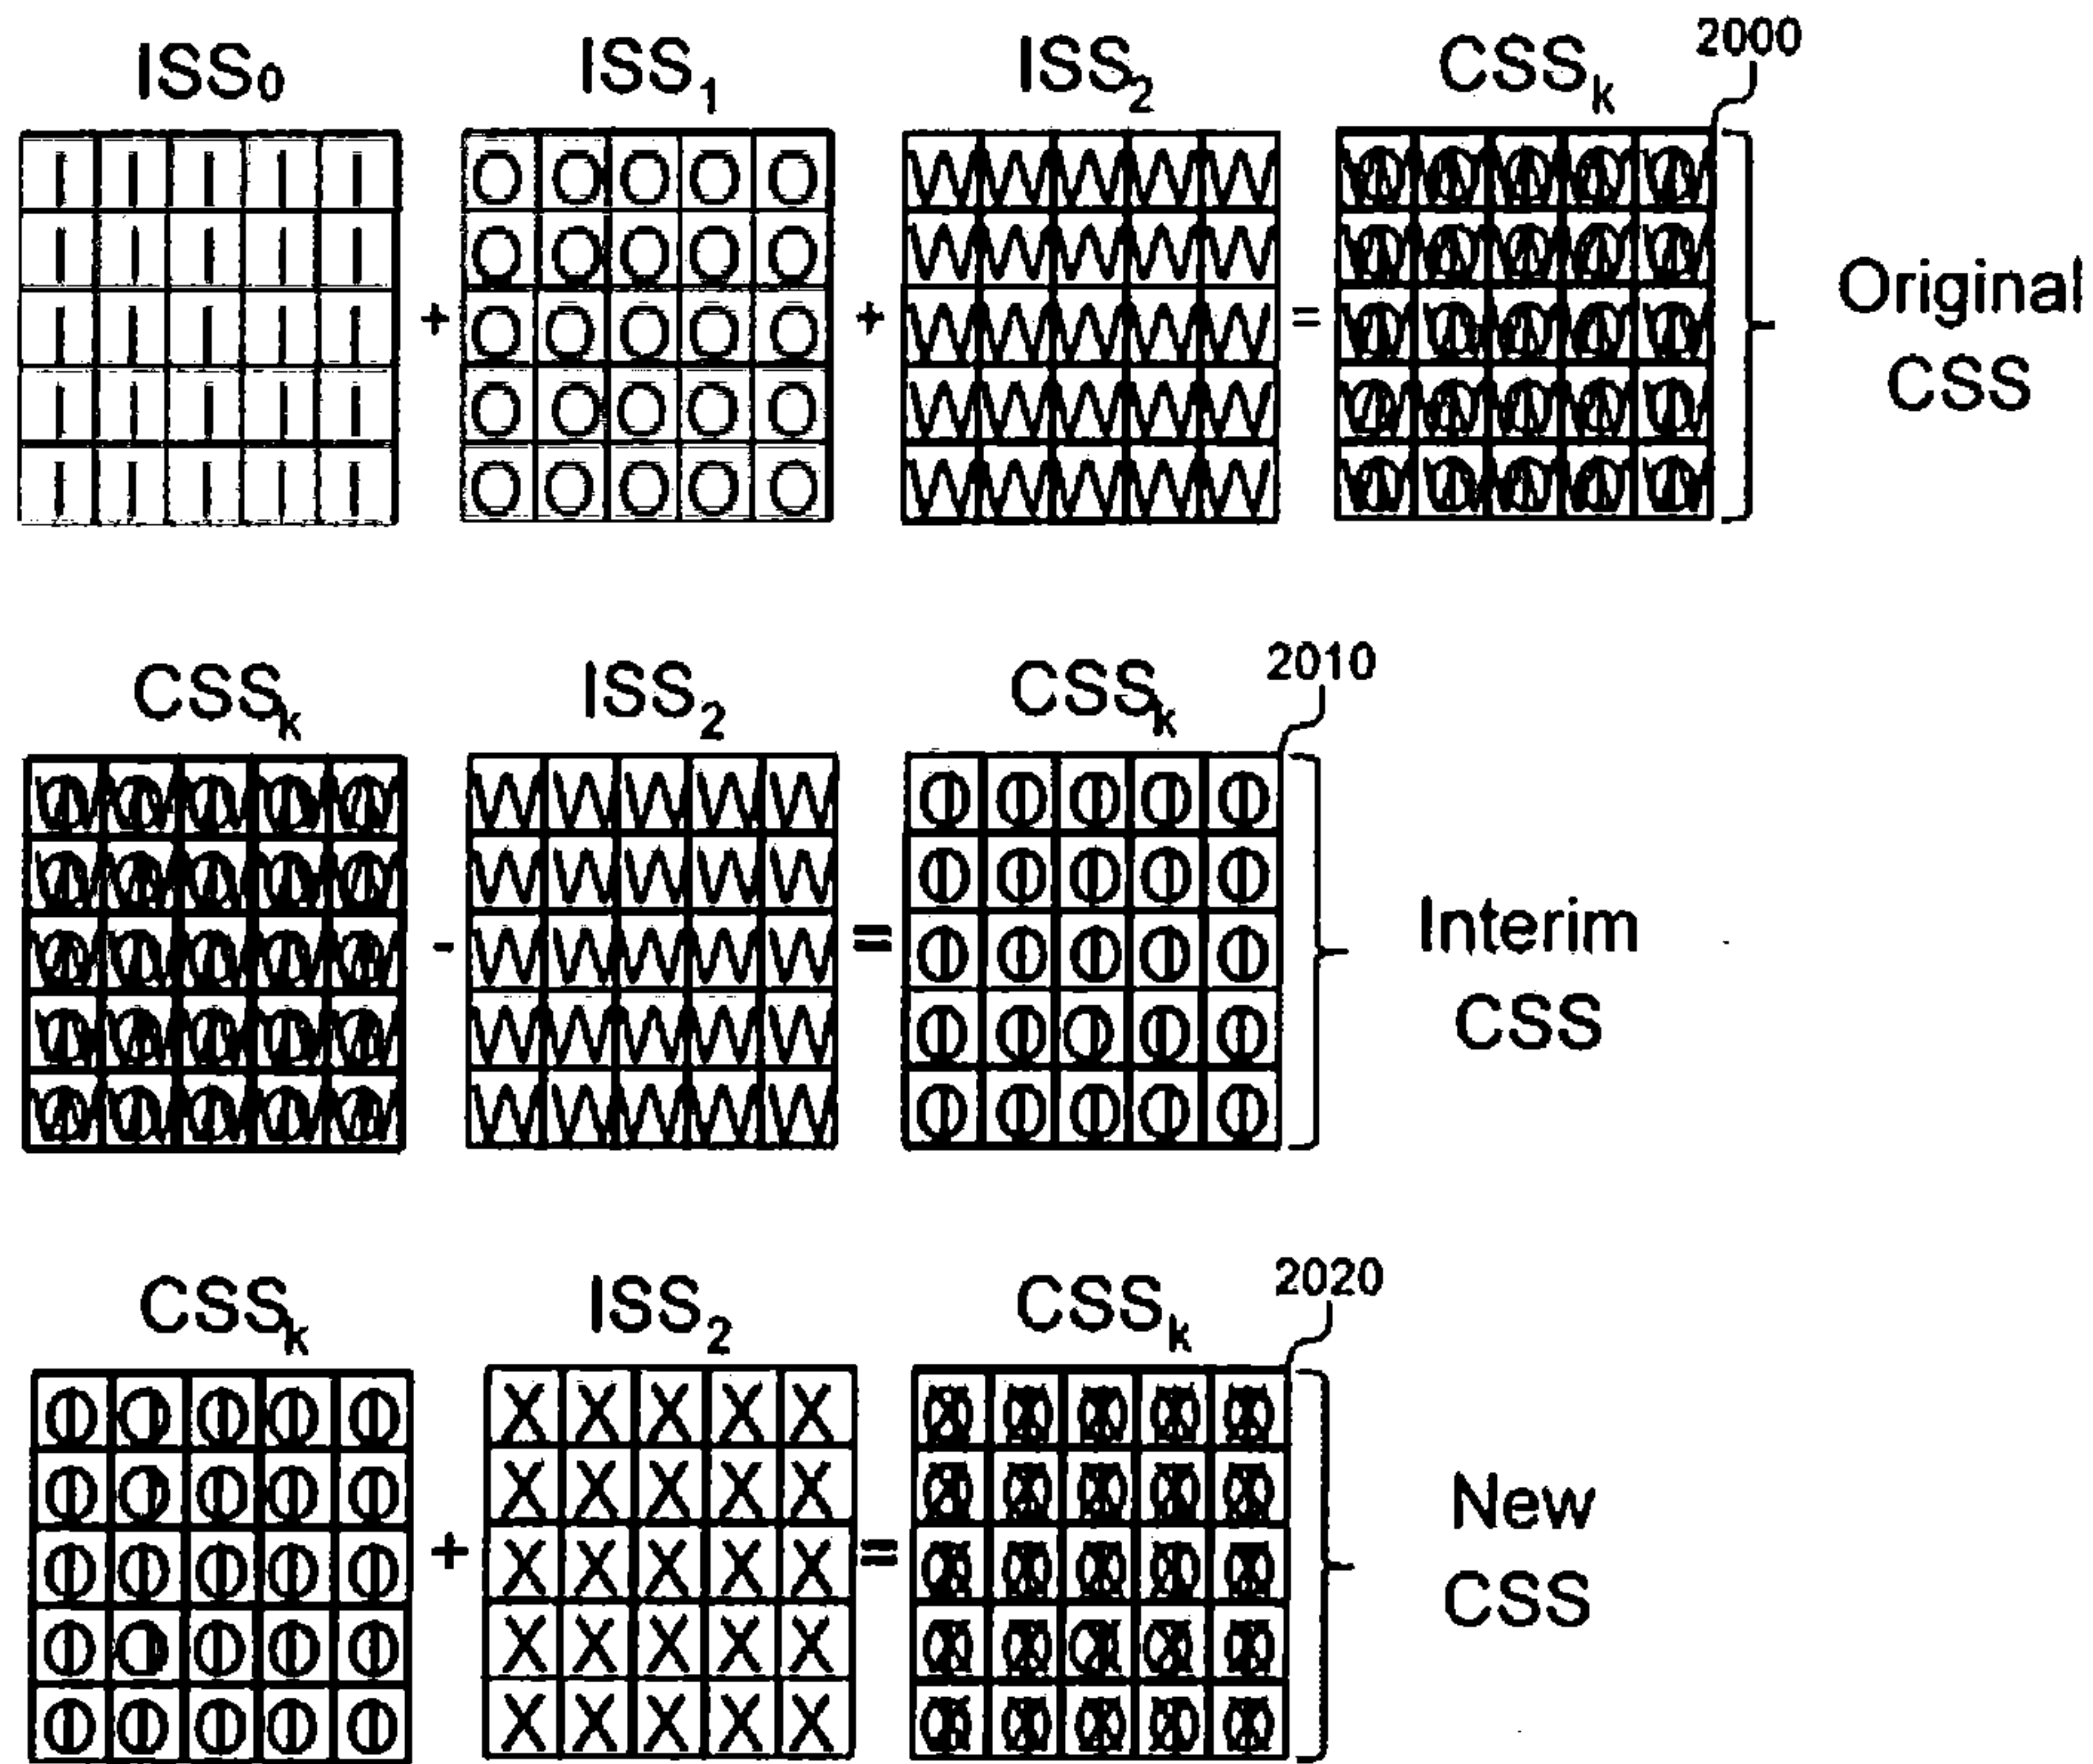 ISS0 ISS1 ISS2 CSSk 2000
I I I I I O O O O O W W W W W
I I I I I O O O O O W W W W W
I I I I I + O O O O O + W W W W W = Original
I I I I I O O O O O W W W W W CSS
I I I I I O O O O O W W W W W
CSSk ISS2 CSSk 2010
W W W W W
W W W W W
- W W W W W = Interim
W W W W W CSS
W W W W W
CSSk ISS2 CSSk 2020
X X X X X
X X X X X
+ X X X X X = New
X X X X X CSS
X X X X X